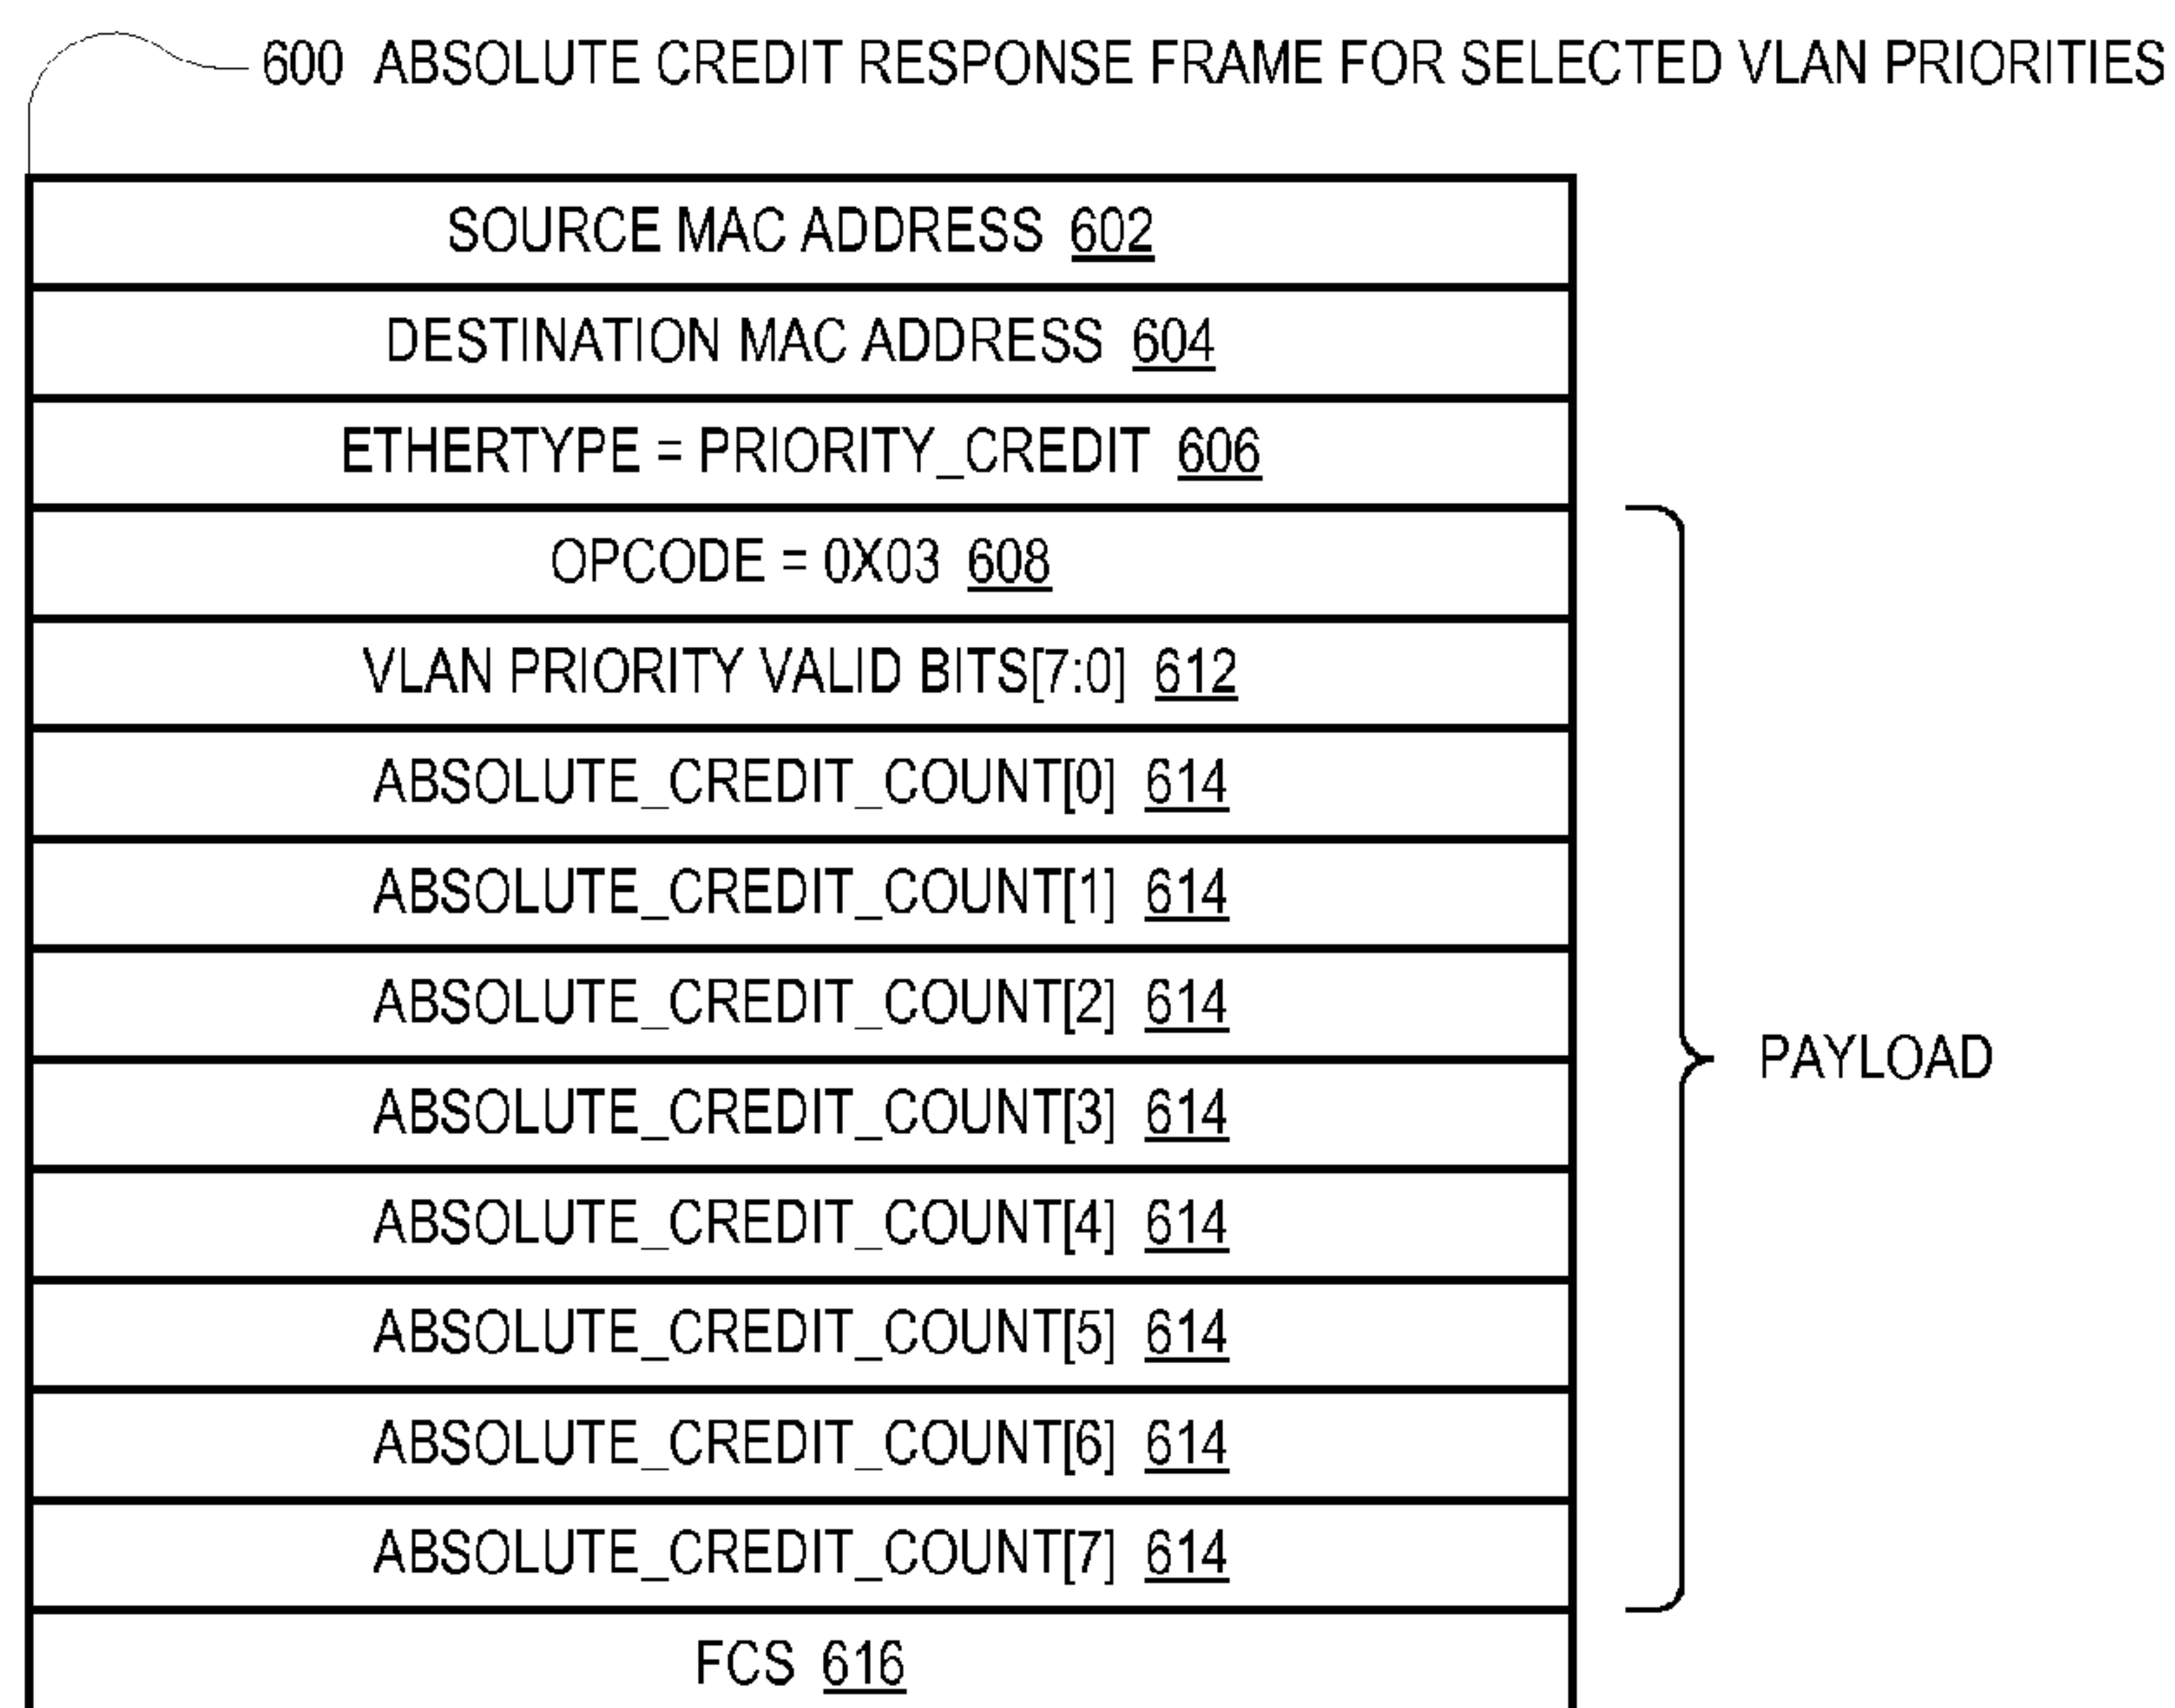 600 ABSOLUTE CREDIT RESPONSE FRAME FOR SELECTED VLAN PRIORITIES
SOURCE MAC ADDRESS 602
DESTINATION MAC ADDRESS 604
ETHERTYPE = PRIORITY_CREDIT 606
OPCODE = 0X03 608
VLAN PRIORITY VALID BITS[7:0] 612
ABSOLUTE_CREDIT_COUNT[0] 614
ABSOLUTE_CREDIT_COUNT[1] 614
ABSOLUTE_CREDIT_COUNT[2] 614
ABSOLUTE_CREDIT_COUNT[3] 614
PAYLOAD
ABSOLUTE_CREDIT_COUNT[4] 614
ABSOLUTE_CREDIT_COUNT[5] 614
ABSOLUTE_CREDIT_COUNT[6] 614
ABSOLUTE_CREDIT_COUNT[7] 614
FCS 616